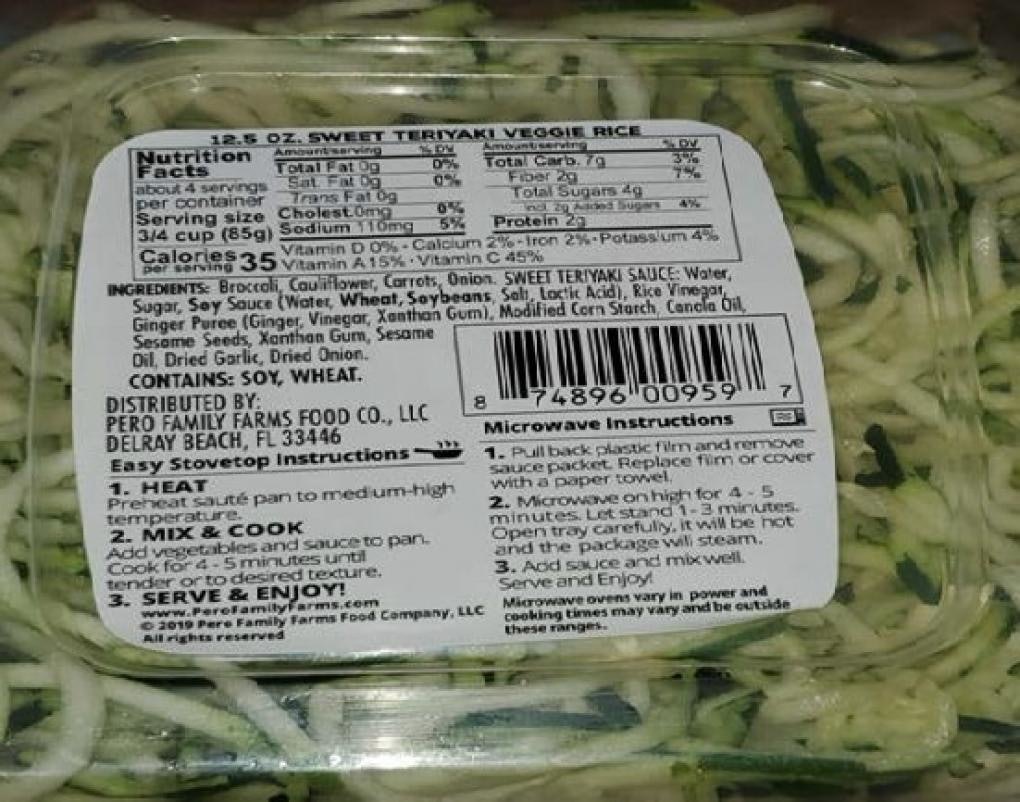 12.5 OZ. SWEET TERIYAKI VEGGIE RICE
Nutrition
Facts
about 4 servings
per container
Serving size
3/4 cup (85g)
Calories 35
per serving
Amount/serving % DV
Total Fat 0g 0%
Sat. Fat 0g 0%
Trans Fat 0g
Cholest. 0mg 0%
Sodium 110mg 5%
Amount/serving % DV
Total Carb. 7g 3%
Fiber 2g 7%
Total Sugars 4g
incl. 2g Added Sugars 4%
Protein 2g
Vitamin D 0% · Calcium 2% · Iron 2% · Potassium 4%
Vitamin A 15% · Vitamin C 45%
INGREDIENTS: Broccoli, Cauliflower, Carrots, Onion. SWEET TERIYAKI SAUCE: Water,
Sugar, Soy Sauce (Water, Wheat, Soybeans, Salt, Lactic Acid), Rice Vinegar,
Ginger Puree (Ginger, Vinegar, Xanthan Gum), Modified Corn Starch, Canola Oil,
Sesame Seeds, Xanthan Gum, Sesame
Oil, Dried Garlic, Dried Onion.
CONTAINS: SOY, WHEAT.
DISTRIBUTED BY:
PERO FAMILY FARMS FOOD CO., LLC
DELRAY BEACH, FL 33446
8 74896 00959 7
Easy Stovetop Instructions
1. HEAT
Preheat sauté pan to medium-high
temperature.
2. MIX & COOK
Add vegetables and sauce to pan.
Cook for 4 - 5 minutes until
tender or to desired texture.
3. SERVE & ENJOY!
www.PeroFamilyFarms.com
© 2019 Pero Family Farms Food Company, LLC
All rights reserved
Microwave Instructions
1. Pull back plastic film and remove
sauce packet. Replace film or cover
with a paper towel.
2. Microwave on high for 4 - 5
minutes. Let stand 1 - 3 minutes.
Open tray carefully, it will be hot
and the package will steam.
3. Add sauce and mix well.
Serve and Enjoy!
Microwave ovens vary in power and
cooking times may vary and be outside
these ranges.